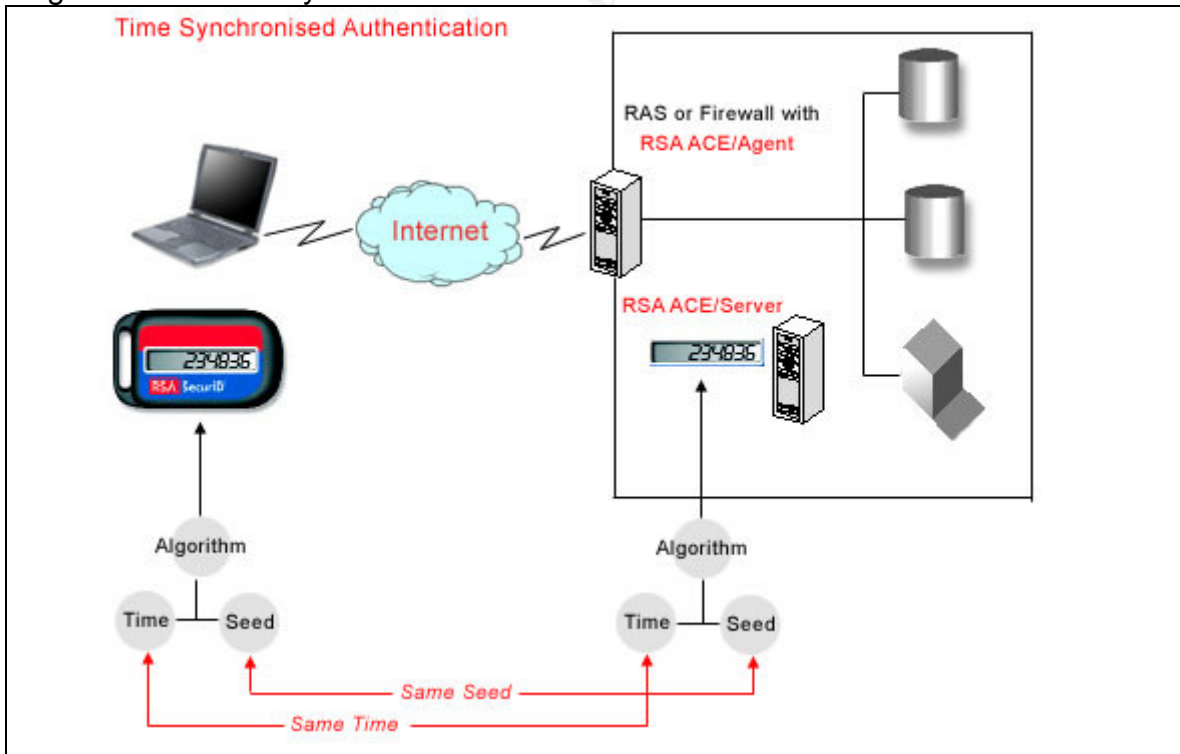 Time Synchronised Authentication
RAS or Firewall with
RSA ACE/Agent
Internet
RSA ACE/Server
234836
234836
RSA SecurID
Algorithm
Algorithm
Time
Seed
Time
Seed
Same Seed
Same Time